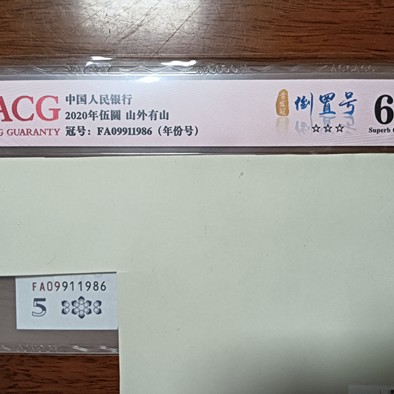 ACG
G GUARANTY
中国人民银行
2020年伍圓 山外有山
冠号：FA09911986（年份号）
倒置号
☆☆☆
6
Superb
FA09911986
5